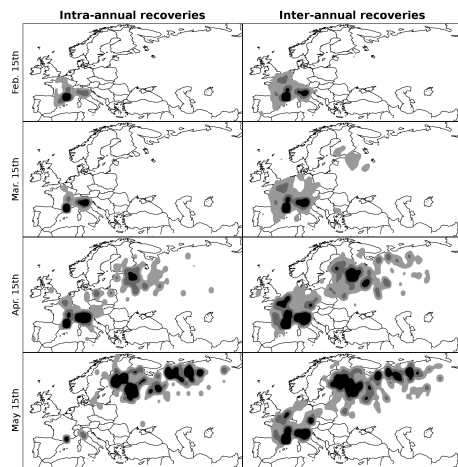 Intra-annual recoveries
Inter-annual recoveries
Feb. 15th
Mar. 15th
Apr. 15th
May 15th